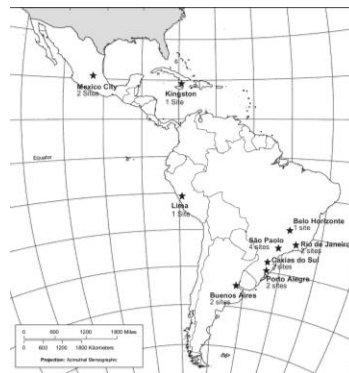 Mexico City
2 Sites
Kingston
1 Site
Equator
Lima
1 Site
Belo Horizonte
1 site
São Paolo
4 sites
Rio de Janeiro
2 sites
Caxias do Sul
2 sites
Porto Alegre
2 sites
Buenos Aires
2 sites
0 600 1200 1800 Miles
0 600 1200 1800 Kilometers
Projection: Azimuthal Stereographic